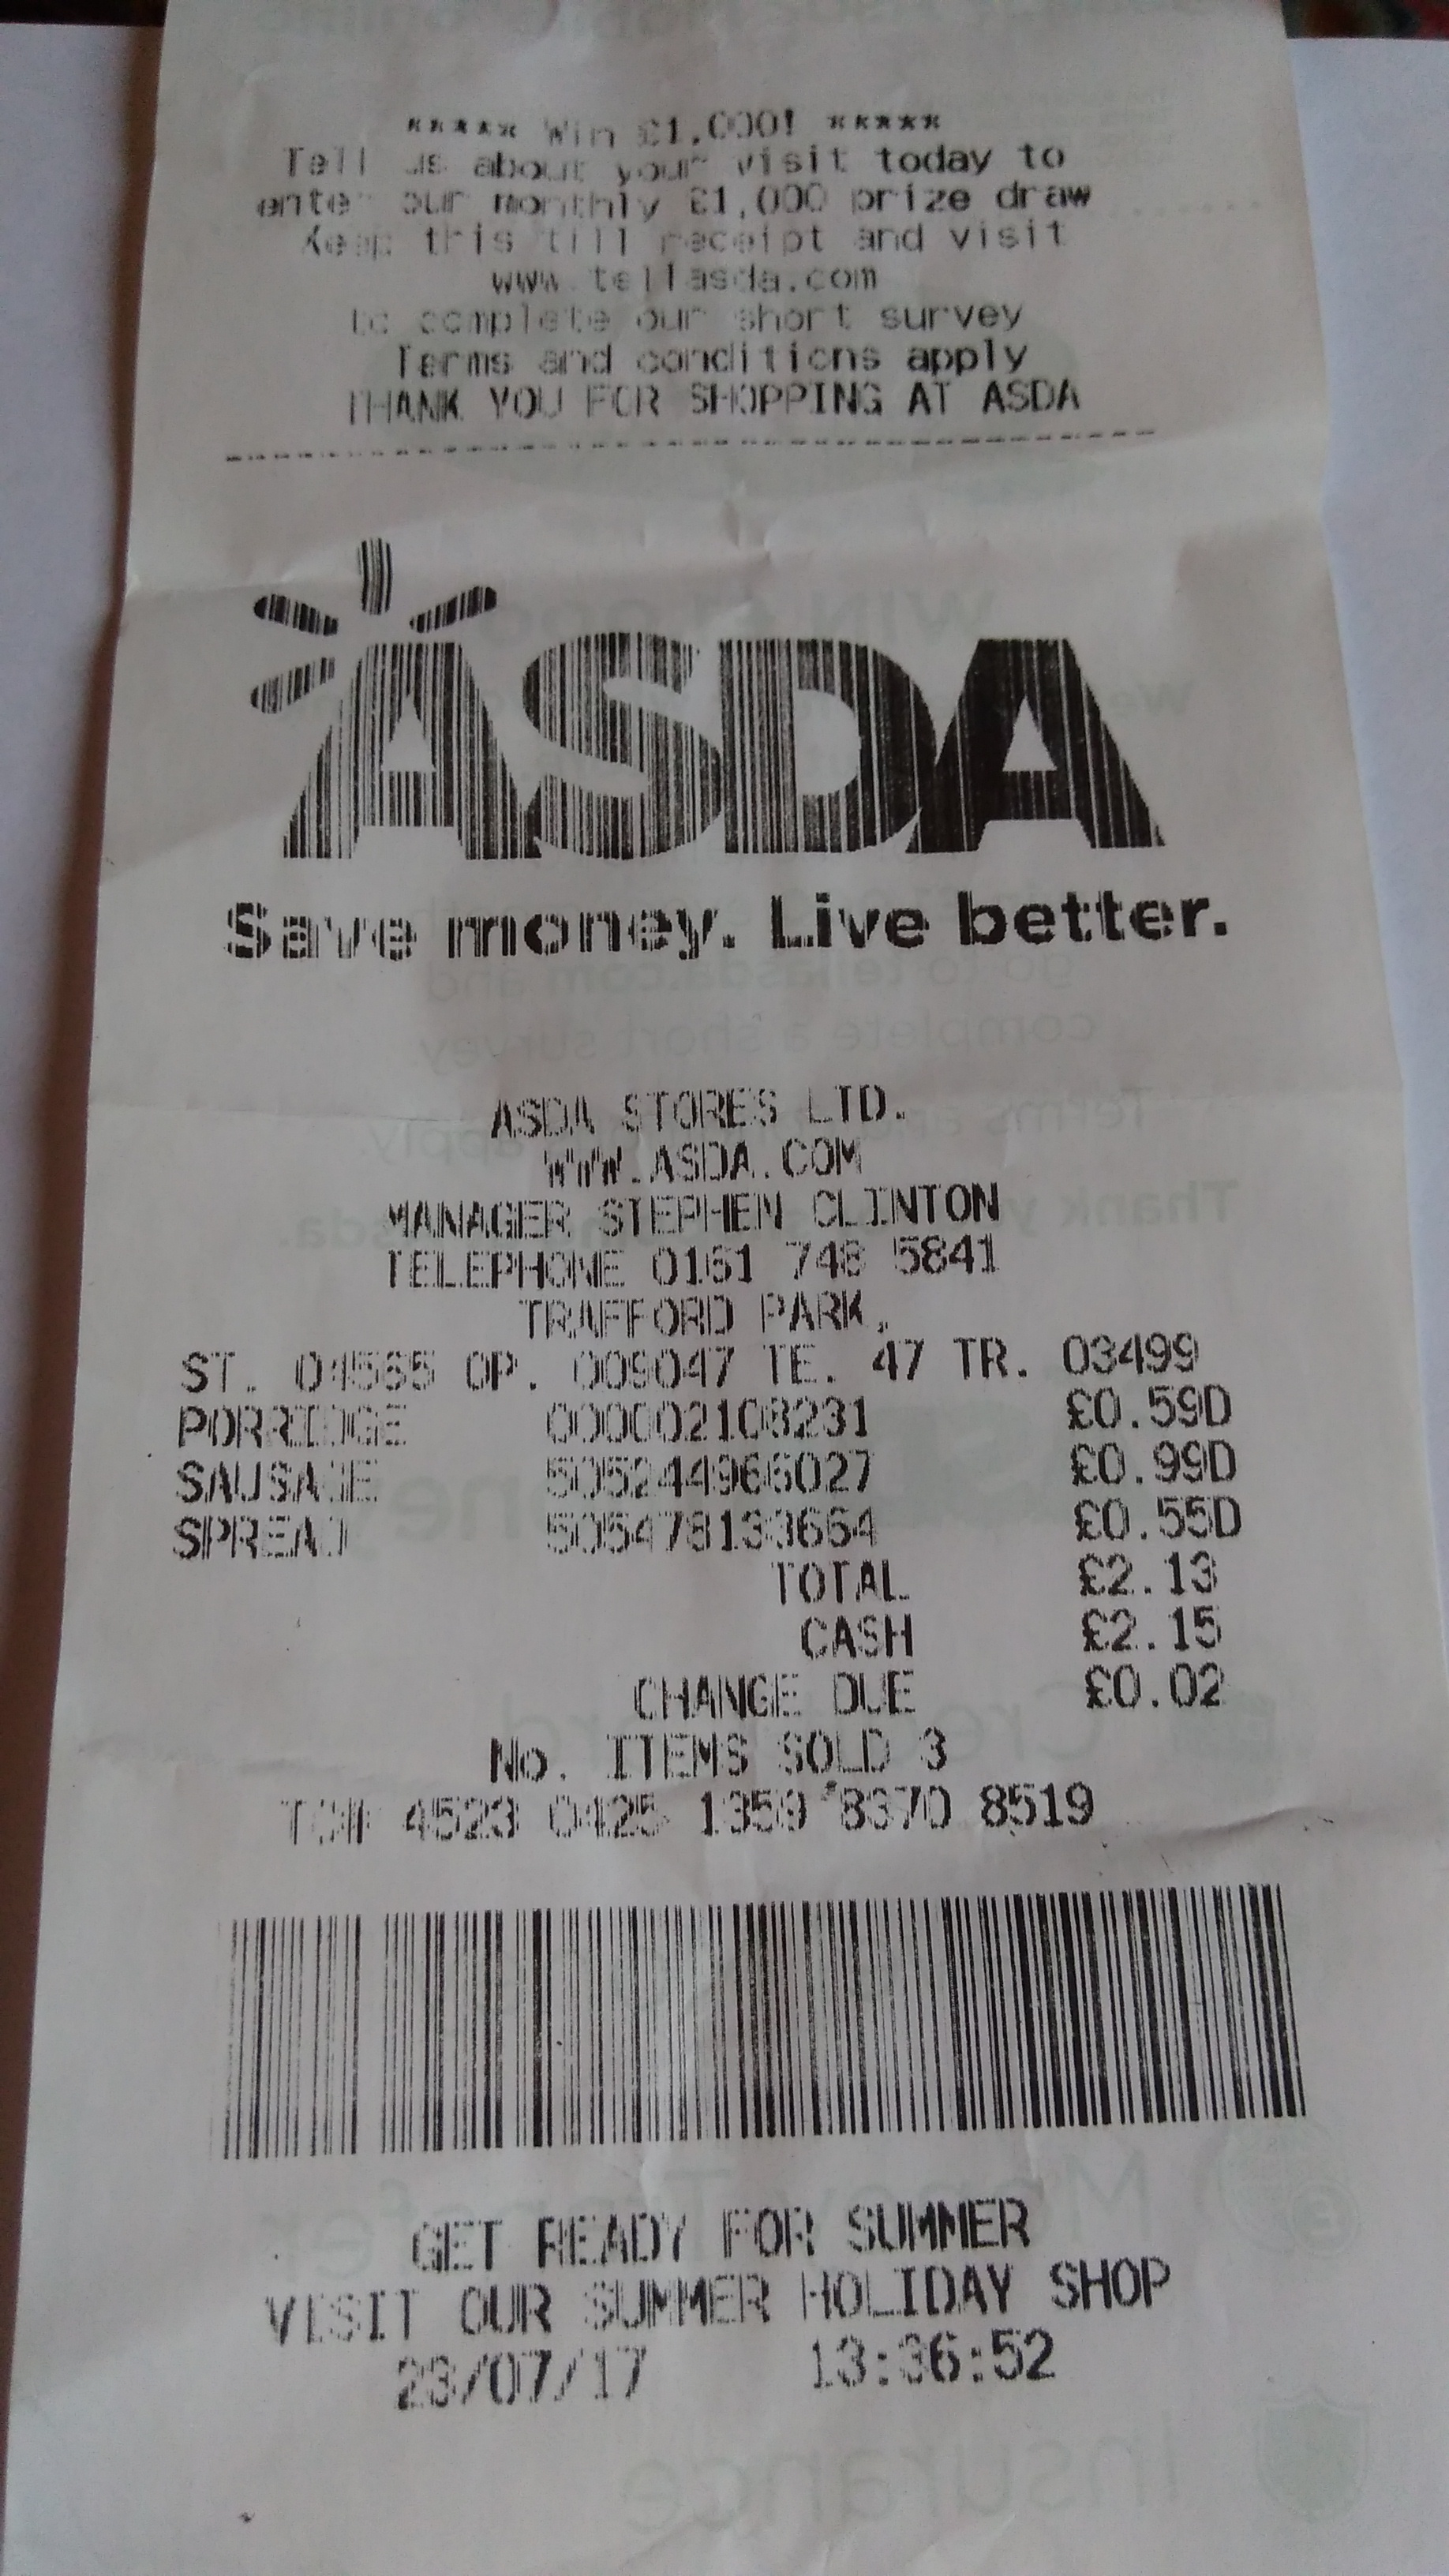 ***** Win £1,000! *****
Tell us about your visit today to
enter our monthly £1,000 prize draw
Keep this till receipt and visit
www.tellasda.com
to complete our short survey
Terms and conditions apply
THANK YOU FOR SHOPPING AT ASDA
ASDA
Save money. Live better.
ASDA STORES LTD.
WWW.ASDA.COM
MANAGER STEPHEN CLINTON
TELEPHONE 0161 748 5841
TRAFFORD PARK,
ST. 04565 OP. 009047 TE. 47 TR. 03499
PORRIDGE 000002108231 £0.59D
SAUSAGE 505244966027 £0.99D
SPREAD 505478133664 £0.55D
TOTAL £2.13
CASH £2.15
CHANGE DUE £0.02
No. ITEMS SOLD 3
TC# 4523 0425 1359 8370 8519
GET READY FOR SUMMER
VISIT OUR SUMMER HOLIDAY SHOP
23/07/17 13:36:52